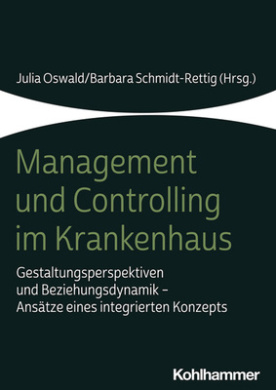 Julia Oswald/Barbara Schmidt-Rettig (Hrsg.)
Management
und Controlling
im Krankenhaus
Gestaltungsperspektiven
und Beziehungsdynamik –
Ansätze eines integrierten Konzepts
Kohlhammer